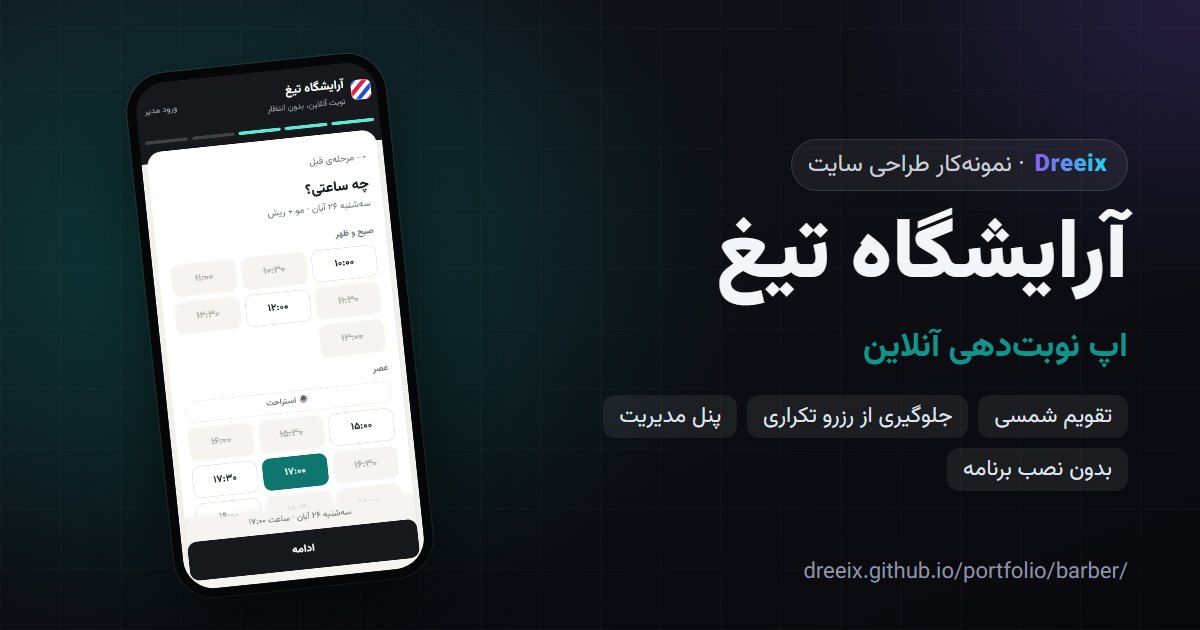 Dreeix · نمونه‌کار طراحی سایت
آرایشگاه تیغ
اپ نوبت‌دهی آنلاین
تقویم شمسی
جلوگیری از رزرو تکراری
پنل مدیریت
بدون نصب برنامه
dreeix.github.io/portfolio/barber/
آرایشگاه تیغ
نوبت آنلاین، بدون انتظار
ورود مدیر
→ مرحله‌ی قبل
چه ساعتی؟
سه‌شنبه ۲۶ آبان · مو + ریش
صبح و ظهر
۱۰:۰۰ ۱۰:۳۰ ۱۱:۰۰
۱۱:۳۰ ۱۲:۰۰ ۱۲:۳۰
۱۳:۰۰
عصر
استراحت
۱۵:۰۰ ۱۵:۳۰ ۱۶:۰۰
۱۶:۳۰ ۱۷:۰۰ ۱۷:۳۰
سه‌شنبه ۲۶ آبان · ساعت ۱۷:۰۰
ادامه